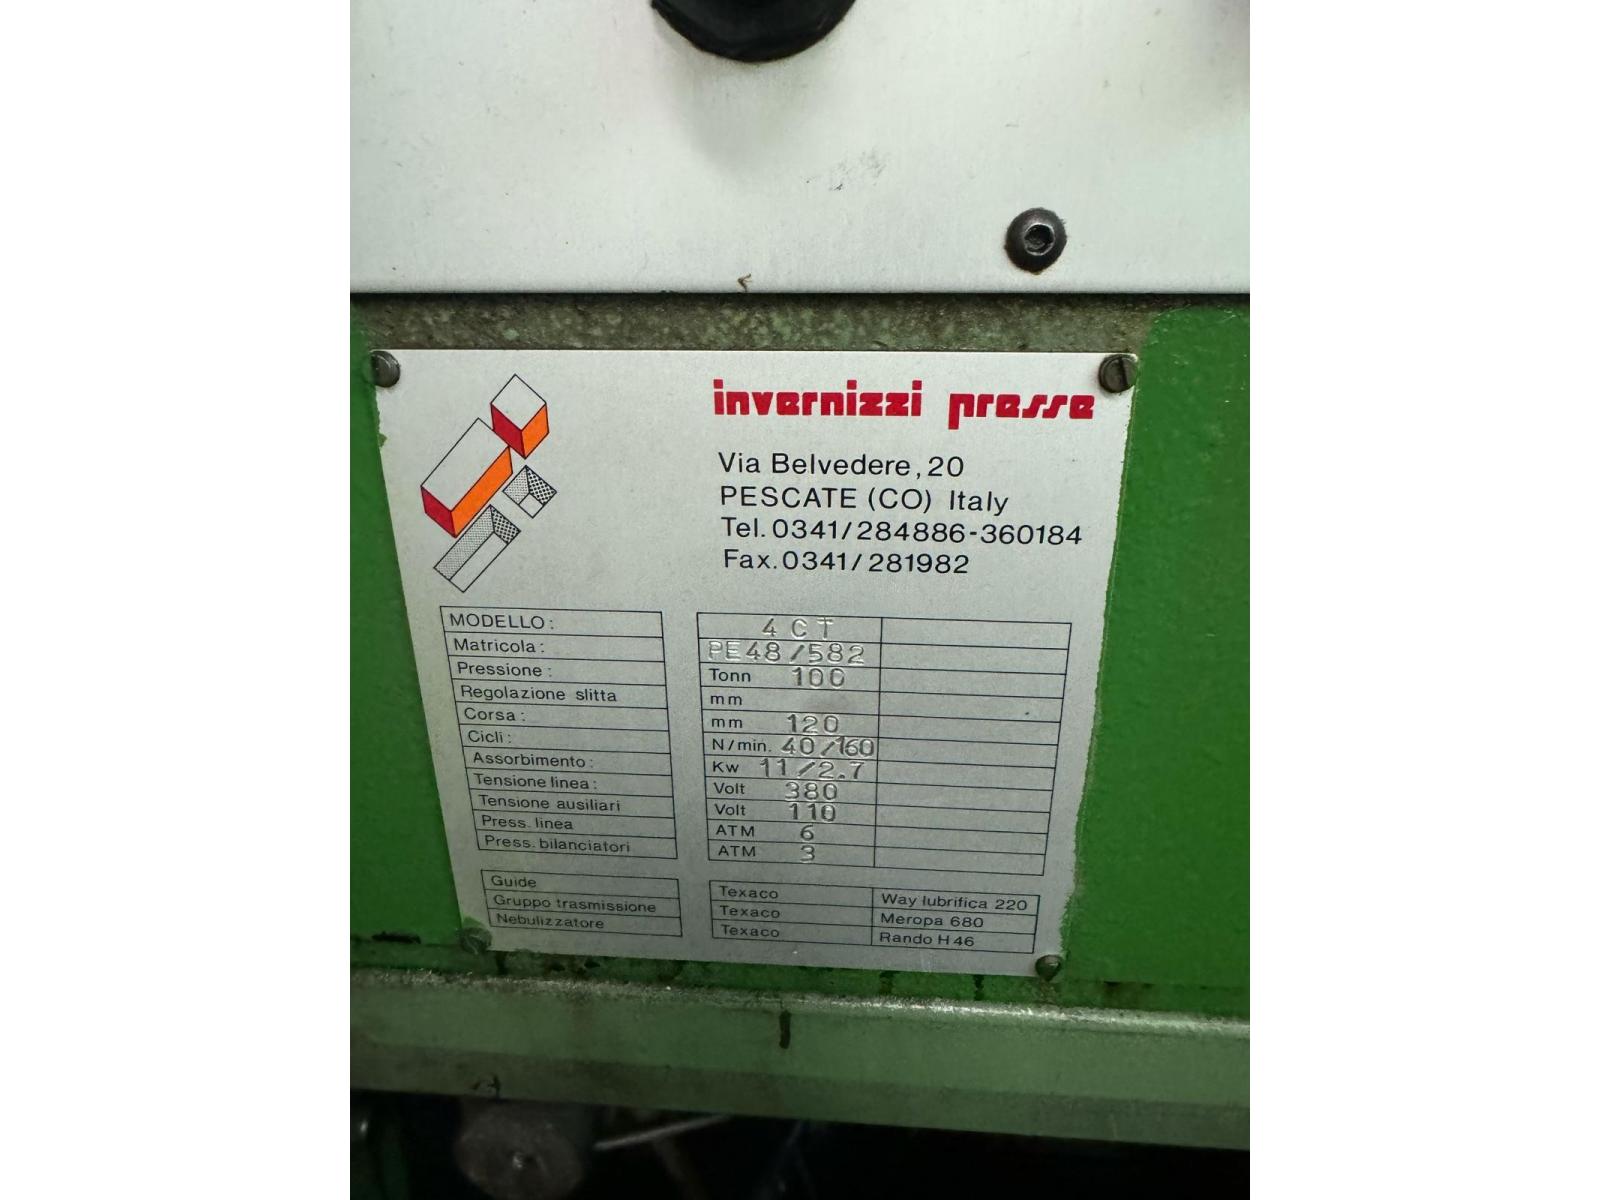 invernizzi presse
Via Belvedere, 20
PESCATE (CO) Italy
Tel. 0341/284886-360184
Fax. 0341/281982
MODELLO: 4 C T
Matricola: PE48/582
Pressione: Tonn 100
Regolazione slitta mm
Corsa: mm 120
Cicli: N/min. 40/160
Assorbimento: Kw 11/2.7
Tensione linea: Volt 380
Tensione ausiliari Volt 110
Press. linea ATM 6
Press. bilanciatori ATM 3
Guide Texaco Way lubrifica 220
Gruppo trasmissione Texaco Meropa 680
Nebulizzatore Texaco Rando H 46